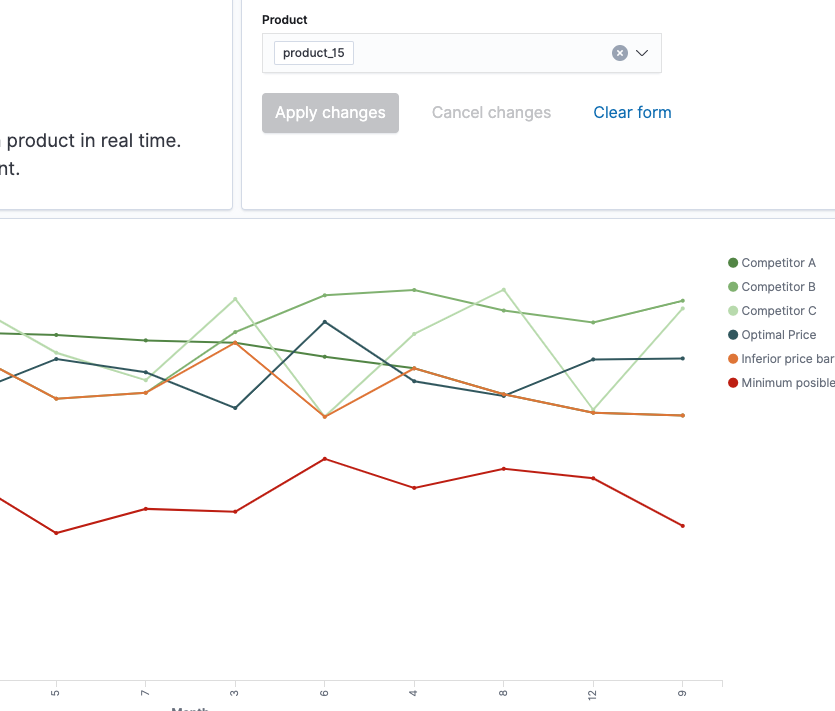 Product
product_15
Apply changes
Cancel changes
Clear form
product in real time.
nt.
Competitor A
Competitor B
Competitor C
Optimal Price
Inferior price bar
Minimum posible
5
7
3
6
4
8
12
9
Month